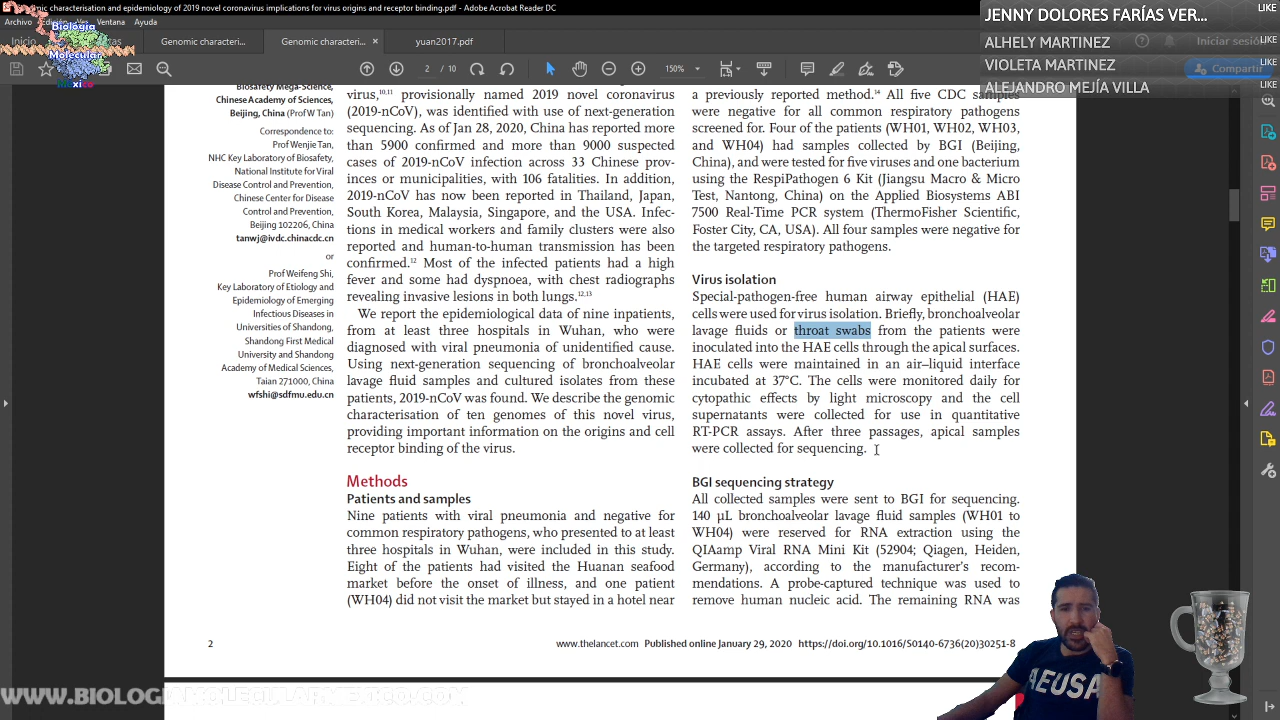 omic characterisation and epidemiology of 2019 novel coronavirus implications for virus origins and receptor binding.pdf - Adobe Acrobat Reader DC
Archivo
Ventana Ayuda
Inicio
Genomic characteri...
Genomic characteri... ×
yuan2017.pdf
Iniciar sesió
Biología
Molecular
México
2 / 10
150%
Compartir
JENNY DOLORES FARÍAS VER...
ALHELY MARTINEZ
VIOLETA MARTINEZ
ALEJANDRO MEJÍA VILLA
LIKE
LIKE
LIKE
LIKE
LIKE
Biosafety Mega-Science,
Chinese Academy of Sciences,
Beijing, China (Prof W Tan)
Correspondence to:
Prof Wenjie Tan,
NHC Key Laboratory of Biosafety,
National Institute for Viral
Disease Control and Prevention,
Chinese Center for Disease
Control and Prevention,
Beijing 102206, China
tanwj@ivdc.chinacdc.cn
or
Prof Weifeng Shi,
Key Laboratory of Etiology and
Epidemiology of Emerging
Infectious Diseases in
Universities of Shandong,
Shandong First Medical
University and Shandong
Academy of Medical Sciences,
Taian 271000, China
wfshi@sdfmu.edu.cn
virus,10,11 provisionally named 2019 novel coronavirus
(2019-nCoV), was identified with use of next-generation
sequencing. As of Jan 28, 2020, China has reported more
than 5900 confirmed and more than 9000 suspected
cases of 2019-nCoV infection across 33 Chinese prov-
inces or municipalities, with 106 fatalities. In addition,
2019-nCoV has now been reported in Thailand, Japan,
South Korea, Malaysia, Singapore, and the USA. Infec-
tions in medical workers and family clusters were also
reported and human-to-human transmission has been
confirmed.12 Most of the infected patients had a high
fever and some had dyspnoea, with chest radiographs
revealing invasive lesions in both lungs.12,13
We report the epidemiological data of nine inpatients,
from at least three hospitals in Wuhan, who were
diagnosed with viral pneumonia of unidentified cause.
Using next-generation sequencing of bronchoalveolar
lavage fluid samples and cultured isolates from these
patients, 2019-nCoV was found. We describe the genomic
characterisation of ten genomes of this novel virus,
providing important information on the origins and cell
receptor binding of the virus.
Methods
Patients and samples
Nine patients with viral pneumonia and negative for
common respiratory pathogens, who presented to at least
three hospitals in Wuhan, were included in this study.
Eight of the patients had visited the Huanan seafood
market before the onset of illness, and one patient
(WH04) did not visit the market but stayed in a hotel near
a previously reported method.14 All five CDC samples
were negative for all common respiratory pathogens
screened for. Four of the patients (WH01, WH02, WH03,
and WH04) had samples collected by BGI (Beijing,
China), and were tested for five viruses and one bacterium
using the RespiPathogen 6 Kit (Jiangsu Macro & Micro
Test, Nantong, China) on the Applied Biosystems ABI
7500 Real-Time PCR system (ThermoFisher Scientific,
Foster City, CA, USA). All four samples were negative for
the targeted respiratory pathogens.
Virus isolation
Special-pathogen-free human airway epithelial (HAE)
cells were used for virus isolation. Briefly, bronchoalveolar
lavage fluids or throat swabs from the patients were
inoculated into the HAE cells through the apical surfaces.
HAE cells were maintained in an air–liquid interface
incubated at 37°C. The cells were monitored daily for
cytopathic effects by light microscopy and the cell
supernatants were collected for use in quantitative
RT-PCR assays. After three passages, apical samples
were collected for sequencing.
BGI sequencing strategy
All collected samples were sent to BGI for sequencing.
140 µL bronchoalveolar lavage fluid samples (WH01 to
WH04) were reserved for RNA extraction using the
QIAamp Viral RNA Mini Kit (52904; Qiagen, Heiden,
Germany), according to the manufacturer's recom-
mendations. A probe-captured technique was used to
remove human nucleic acid. The remaining RNA was
2
www.thelancet.com Published online January 29, 2020 https://doi.org/10.1016/S0140-6736(20)30251-8
WWW.BIOLOGIAMOLECULARMEXICO.COM
AEUSA